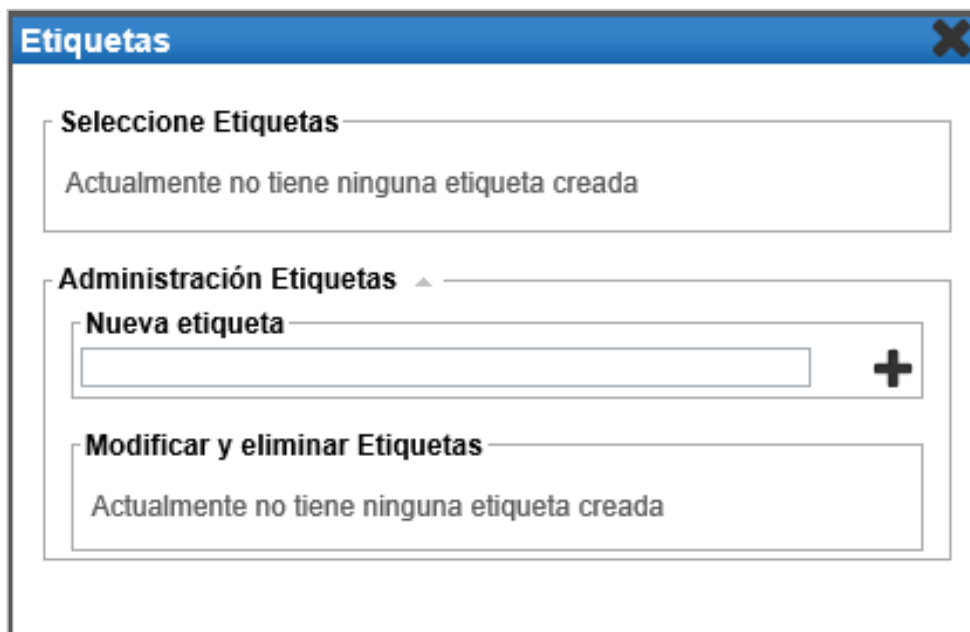 Etiquetas
Seleccione Etiquetas
Actualmente no tiene ninguna etiqueta creada
Administración Etiquetas
Nueva etiqueta
Modificar y eliminar Etiquetas
Actualmente no tiene ninguna etiqueta creada